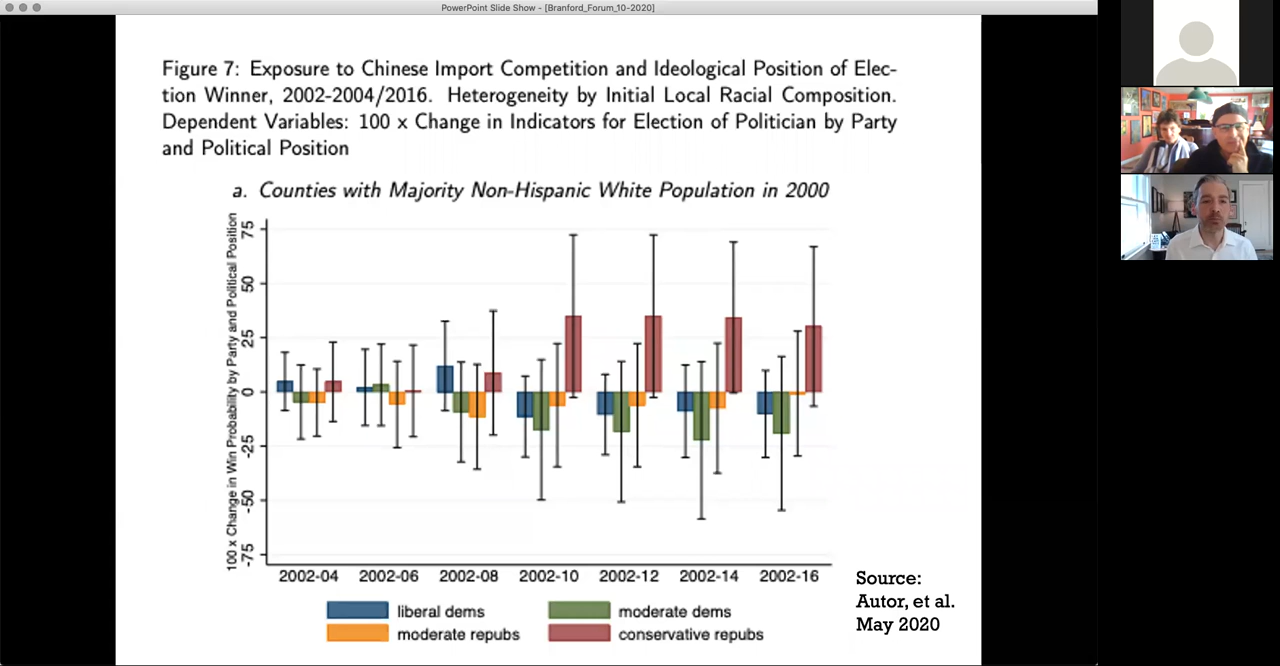 PowerPoint Slide Show - [Branford_Forum_10-2020]
Figure 7: Exposure to Chinese Import Competition and Ideological Position of Elec-
tion Winner, 2002-2004/2016. Heterogeneity by Initial Local Racial Composition.
Dependent Variables: 100 x Change in Indicators for Election of Politician by Party
and Political Position
a. Counties with Majority Non-Hispanic White Population in 2000
100 x Change in Win Probability by Party and Political Position
75
50
25
0
-25
-50
-75
2002-04 2002-06 2002-08 2002-10 2002-12 2002-14 2002-16
liberal dems moderate dems
moderate repubs conservative repubs
Source:
Autor, et al.
May 2020